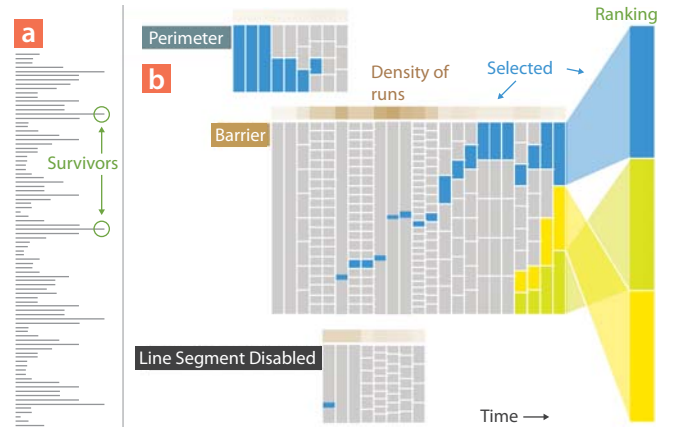 a
Survivors
b
Perimeter
Density of
runs
Selected
Ranking
Barrier
Line Segment Disabled
Time